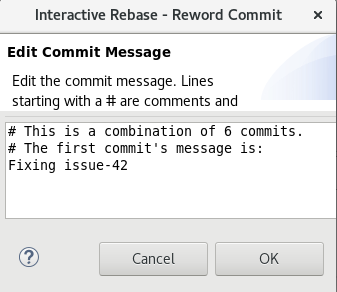 Interactive Rebase - Reword Commit ×
Edit Commit Message
Edit the commit message. Lines
starting with a # are comments and
# This is a combination of 6 commits.
# The first commit's message is:
Fixing issue-42
? Cancel OK